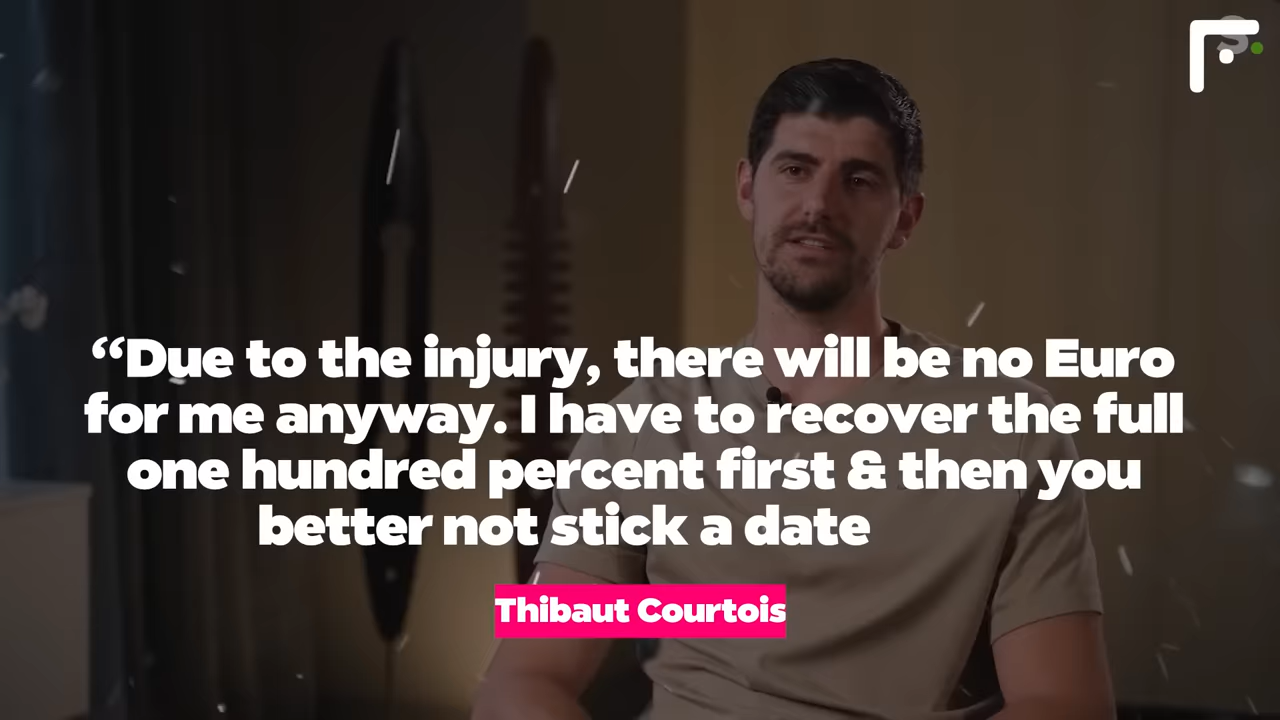 “Due to the injury, there will be no Euro
for me anyway. I have to recover the full
one hundred percent first & then you
better not stick a date
Thibaut Courtois
S.